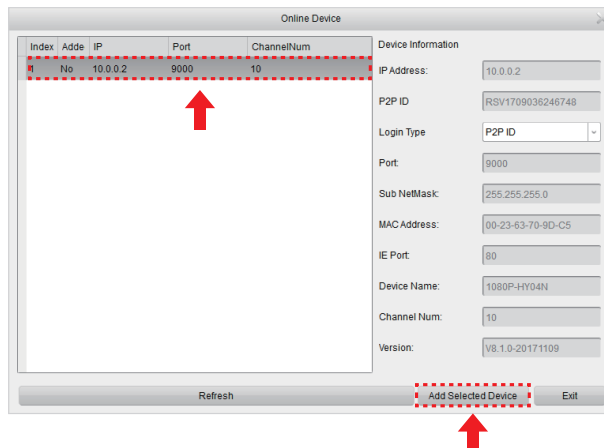 Online Device
Index Adde IP Port ChannelNum
1 No 10.0.0.2 9000 10
Device Information
IP Address: 10.0.0.2
P2P ID RSV1709036246748
Login Type P2P ID
Port: 9000
Sub NetMask: 255.255.255.0
MAC Address: 00-23-63-70-9D-C5
IE Port: 80
Device Name: 1080P-HY04N
Channel Num: 10
Version: V8.1.0-20171109
Refresh Add Selected Device Exit